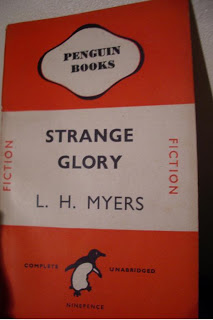 PENGUIN
BOOKS
STRANGE
GLORY
L. H. MYERS
FICTION
FICTION
COMPLETE UNABRIDGED
NINEPENCE